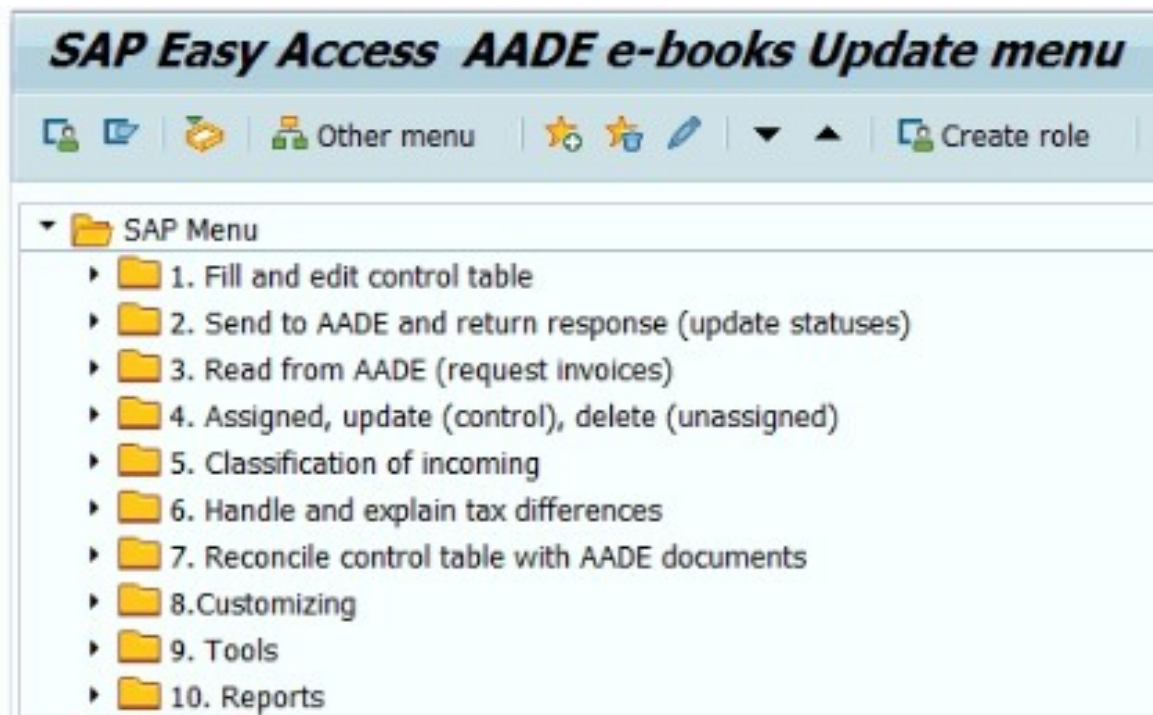 SAP Easy Access AADE e-books Update menu
Other menu
Create role
SAP Menu
1. Fill and edit control table
2. Send to AADE and return response (update statuses)
3. Read from AADE (request invoices)
4. Assigned, update (control), delete (unassigned)
5. Classification of incoming
6. Handle and explain tax differences
7. Reconcile control table with AADE documents
8.Customizing
9. Tools
10. Reports